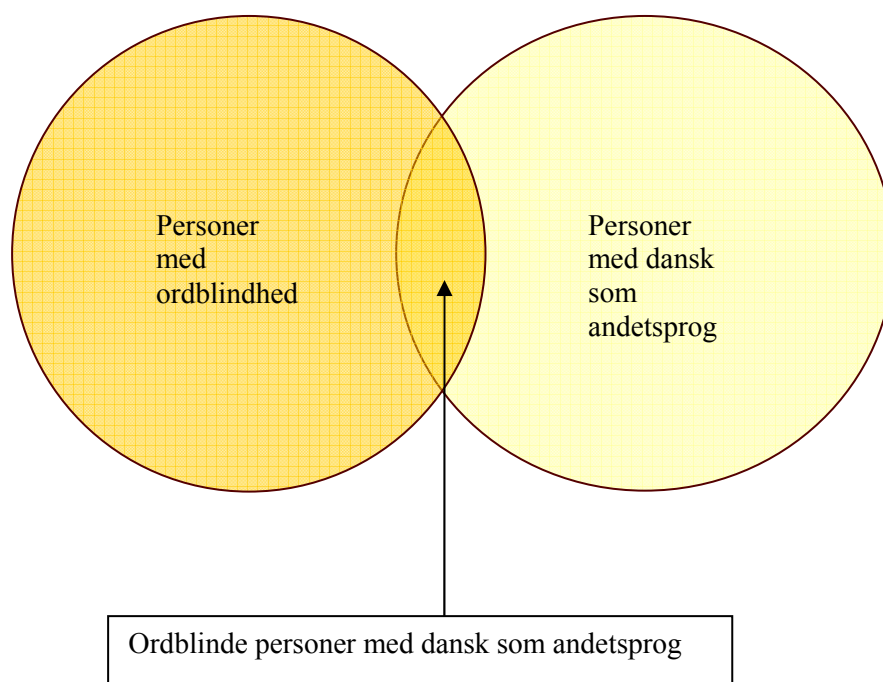 Personer
med
ordblindhed
Personer
med dansk
som
andetsprog
Ordblinde personer med dansk som andetsprog